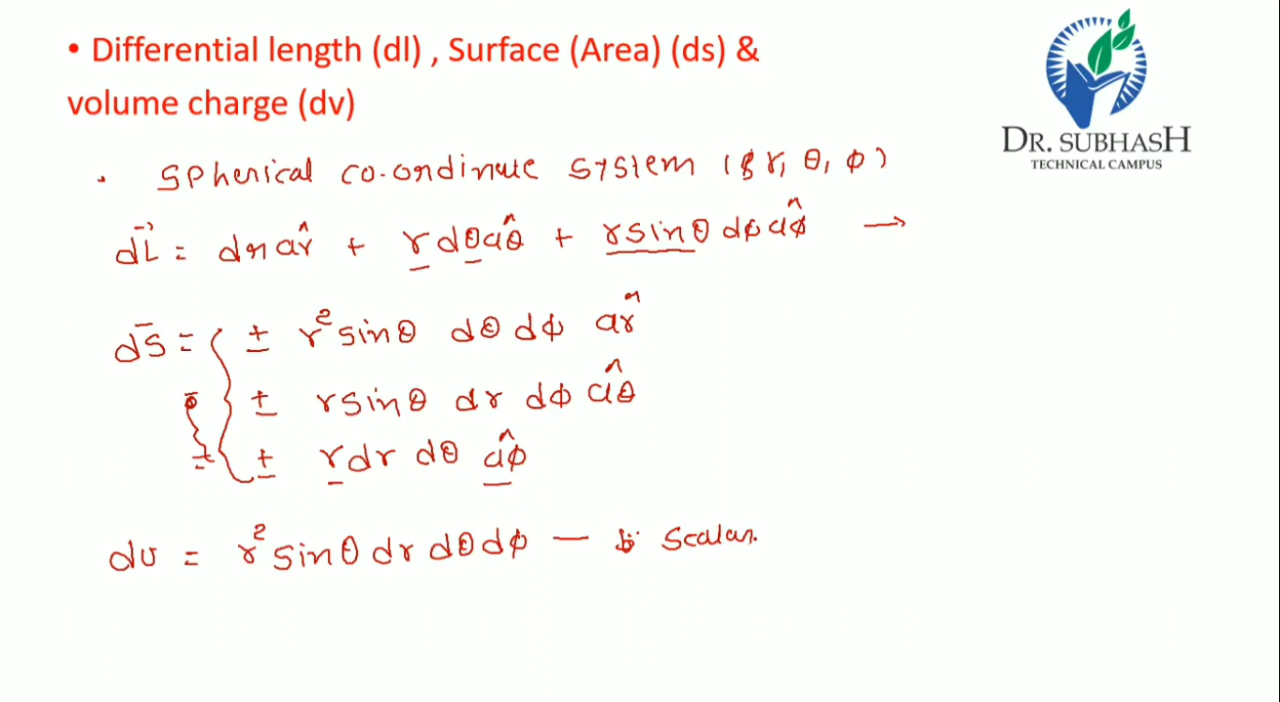 • Differential length (dl) , Surface (Area) (ds) &
volume charge (dv)
DR. SUBHASH
TECHNICAL CAMPUS
. Spherical co-ordinate system ( r, θ, φ )
dL = dr ar + r dθ aθ + r sinθ dφ aφ →
ds = { ± r² sinθ dθ dφ ar
± r sinθ dr dφ aθ
± r dr dθ aφ
dv = r² sinθ dr dθ dφ — scalar.